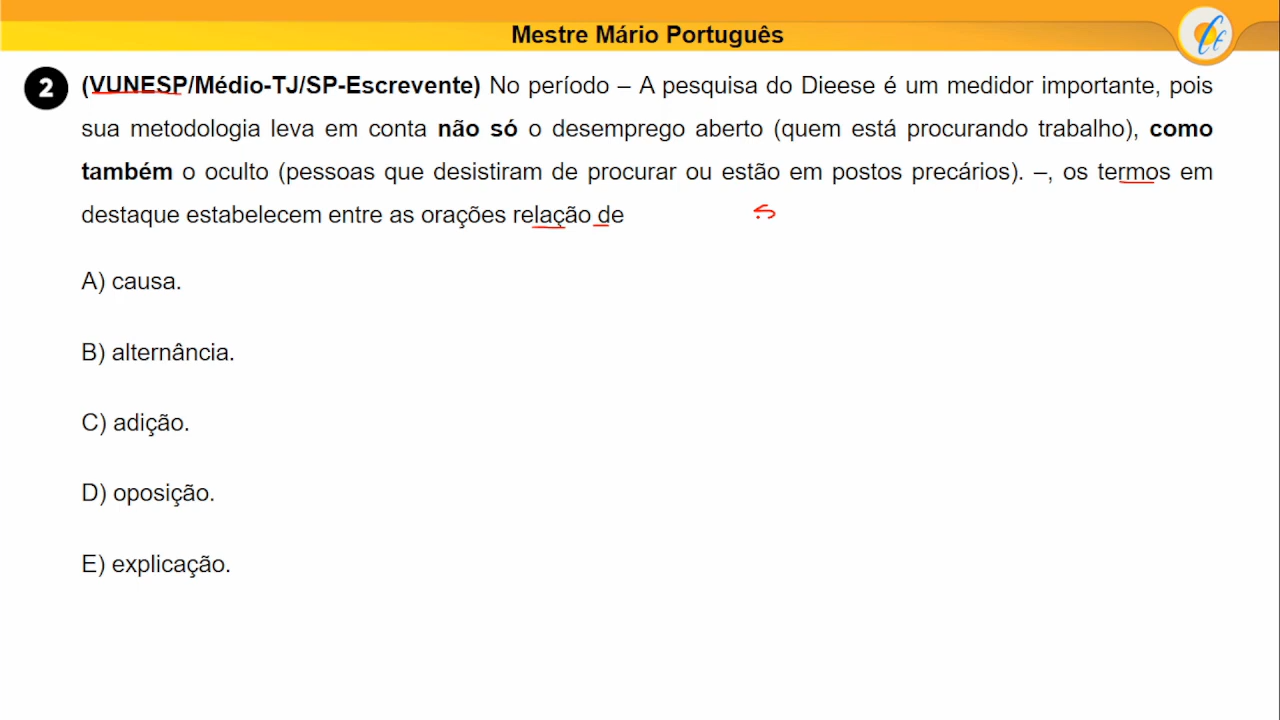 Mestre Mário Português
2 (VUNESP/Médio-TJ/SP-Escrevente) No período – A pesquisa do Dieese é um medidor importante, pois
sua metodologia leva em conta não só o desemprego aberto (quem está procurando trabalho), como
também o oculto (pessoas que desistiram de procurar ou estão em postos precários). –, os termos em
destaque estabelecem entre as orações relação de
A) causa.
B) alternância.
C) adição.
D) oposição.
E) explicação.